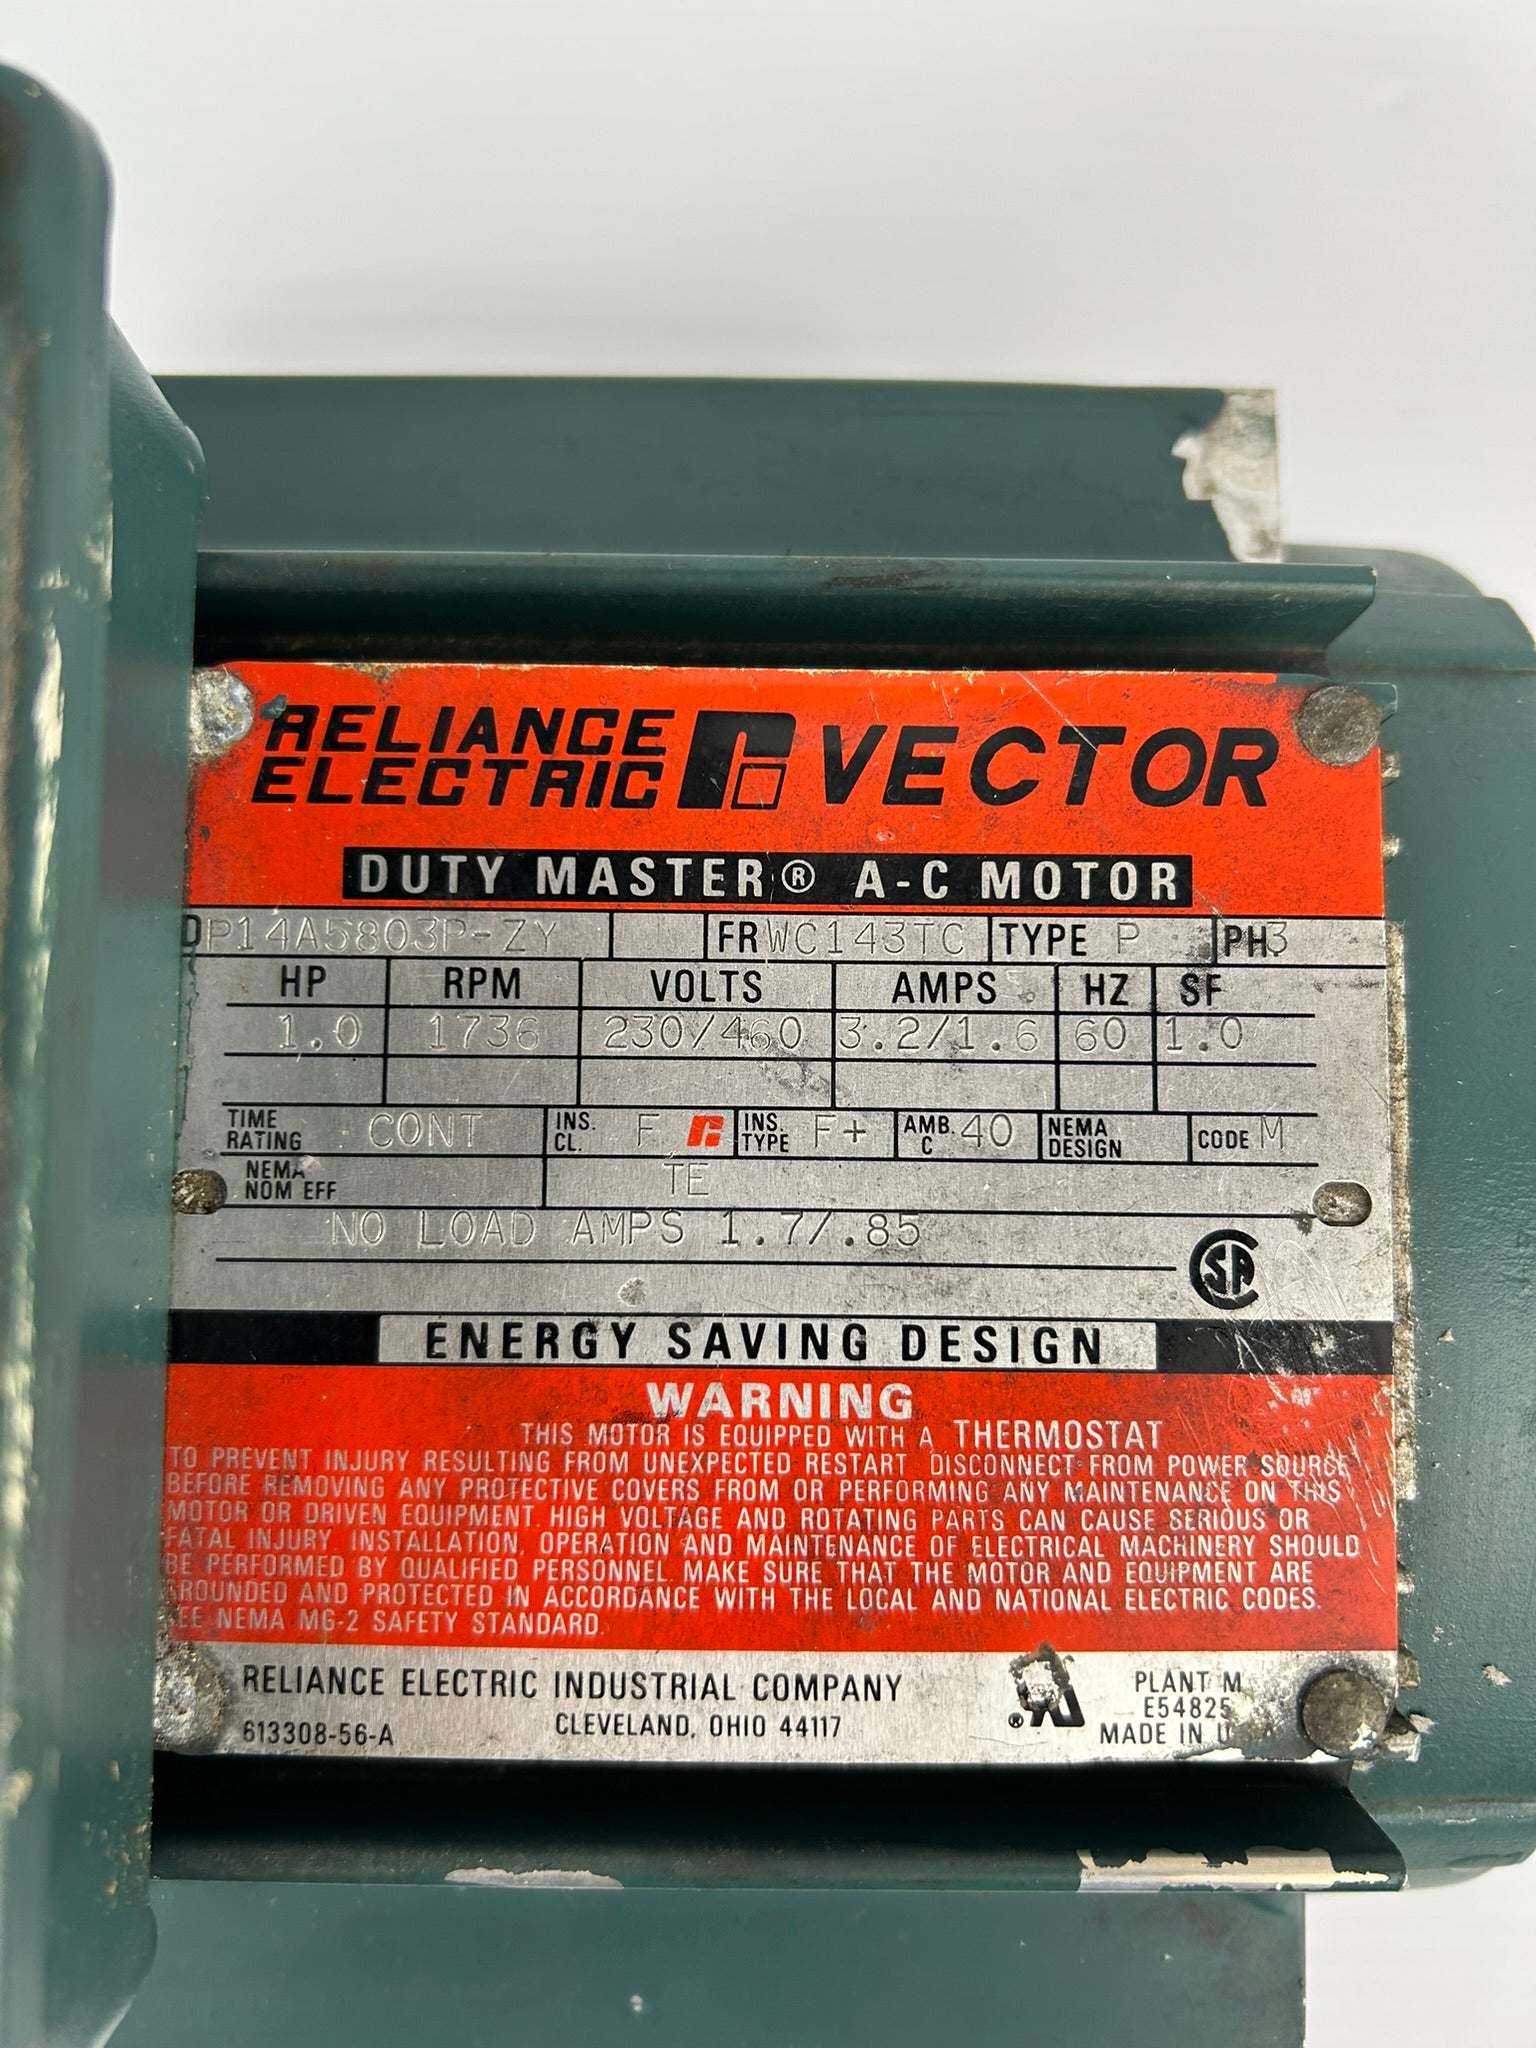 RELIANCE
ELECTRIC VECTOR
DUTY MASTER® A-C MOTOR
DP14A5803P-ZY FR WC143TC TYPE P PH 3
HP RPM VOLTS AMPS HZ SF
1.0 1736 230/460 3.2/1.6 60 1.0
TIME RATING CONT INS. CL. F INS. TYPE F+ AMB. C 40 NEMA DESIGN CODE M
NEMA NOM EFF TE
NO LOAD AMPS 1.7/.85
CSA
ENERGY SAVING DESIGN
WARNING
THIS MOTOR IS EQUIPPED WITH A THERMOSTAT
TO PREVENT INJURY RESULTING FROM UNEXPECTED RESTART DISCONNECT FROM POWER SOURCE
BEFORE REMOVING ANY PROTECTIVE COVERS FROM OR PERFORMING ANY MAINTENANCE ON THIS
MOTOR OR DRIVEN EQUIPMENT. HIGH VOLTAGE AND ROTATING PARTS CAN CAUSE SERIOUS OR
FATAL INJURY. INSTALLATION, OPERATION AND MAINTENANCE OF ELECTRICAL MACHINERY SHOULD
BE PERFORMED BY QUALIFIED PERSONNEL. MAKE SURE THAT THE MOTOR AND EQUIPMENT ARE
GROUNDED AND PROTECTED IN ACCORDANCE WITH THE LOCAL AND NATIONAL ELECTRIC CODES.
SEE NEMA MG-2 SAFETY STANDARD.
RELIANCE ELECTRIC INDUSTRIAL COMPANY PLANT M
613308-56-A CLEVELAND, OHIO 44117 ® E54825
MADE IN